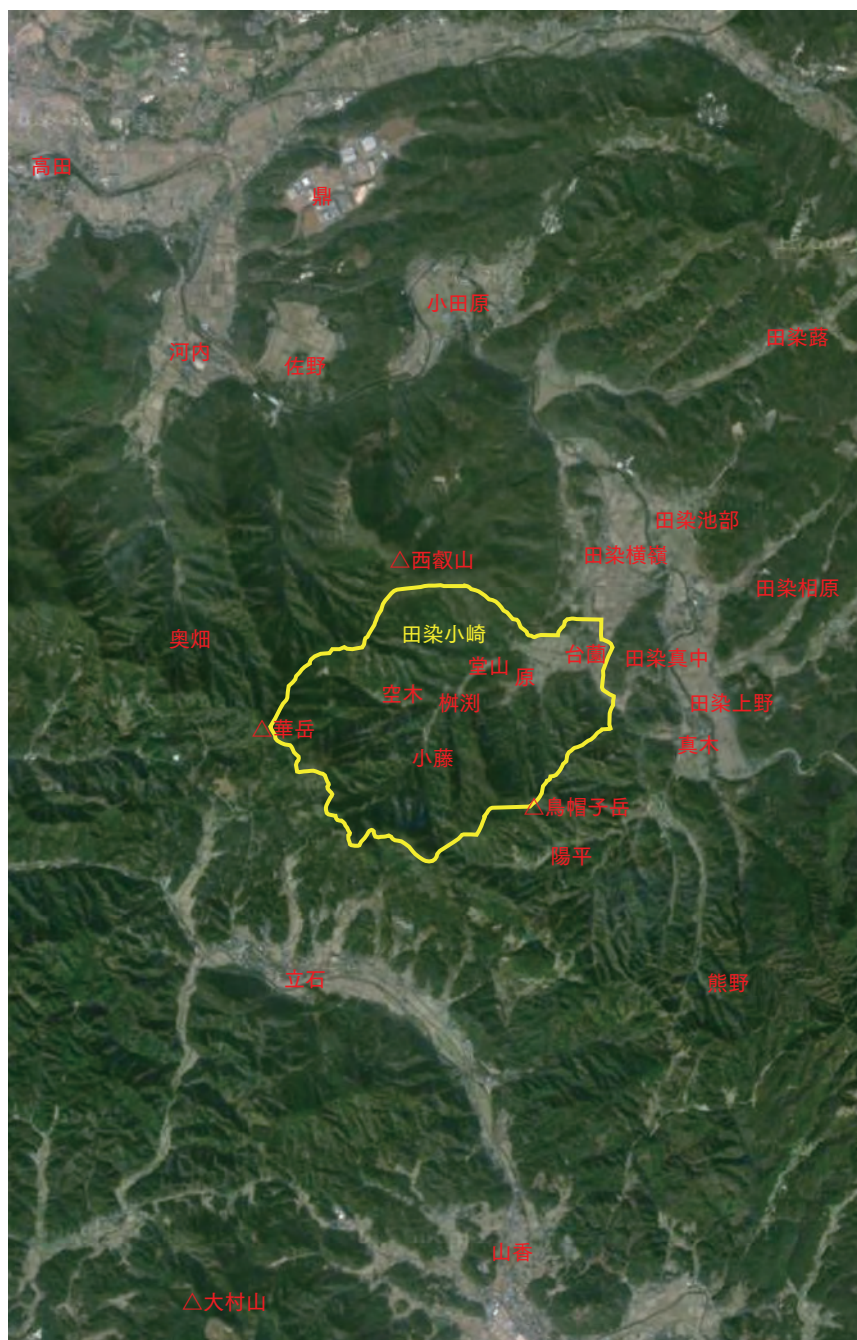 高田
鼎
小田原
田染蕗
河内
佐野
田染池部
田染横嶺
△西叡山
田染相原
田染小崎
奥畑
台薗
田染真中
堂山
原
空木
桝渕
田染上野
△華岳
真木
小藤
△烏帽子岳
陽平
立石
熊野
山香
△大村山